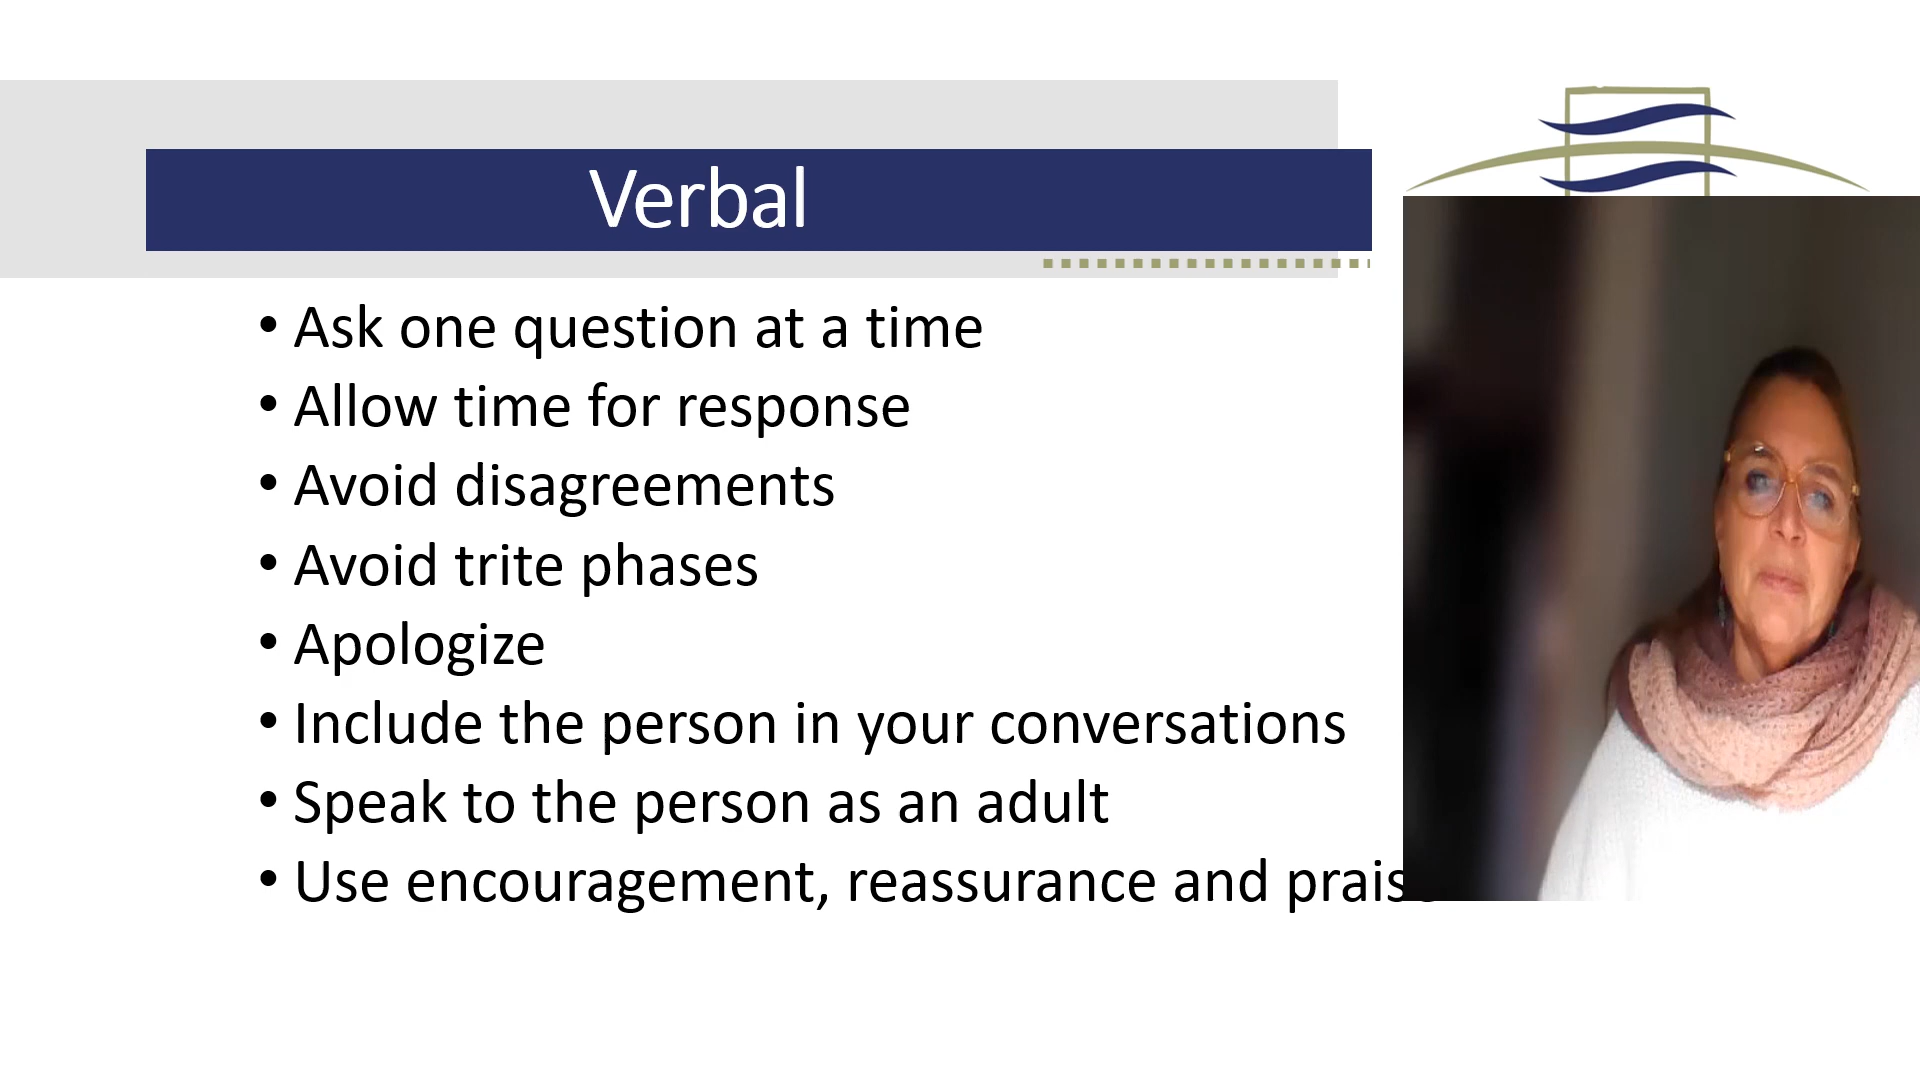 Verbal
• Ask one question at a time
• Allow time for response
• Avoid disagreements
• Avoid trite phases
• Apologize
• Include the person in your conversations
• Speak to the person as an adult
• Use encouragement, reassurance and praise